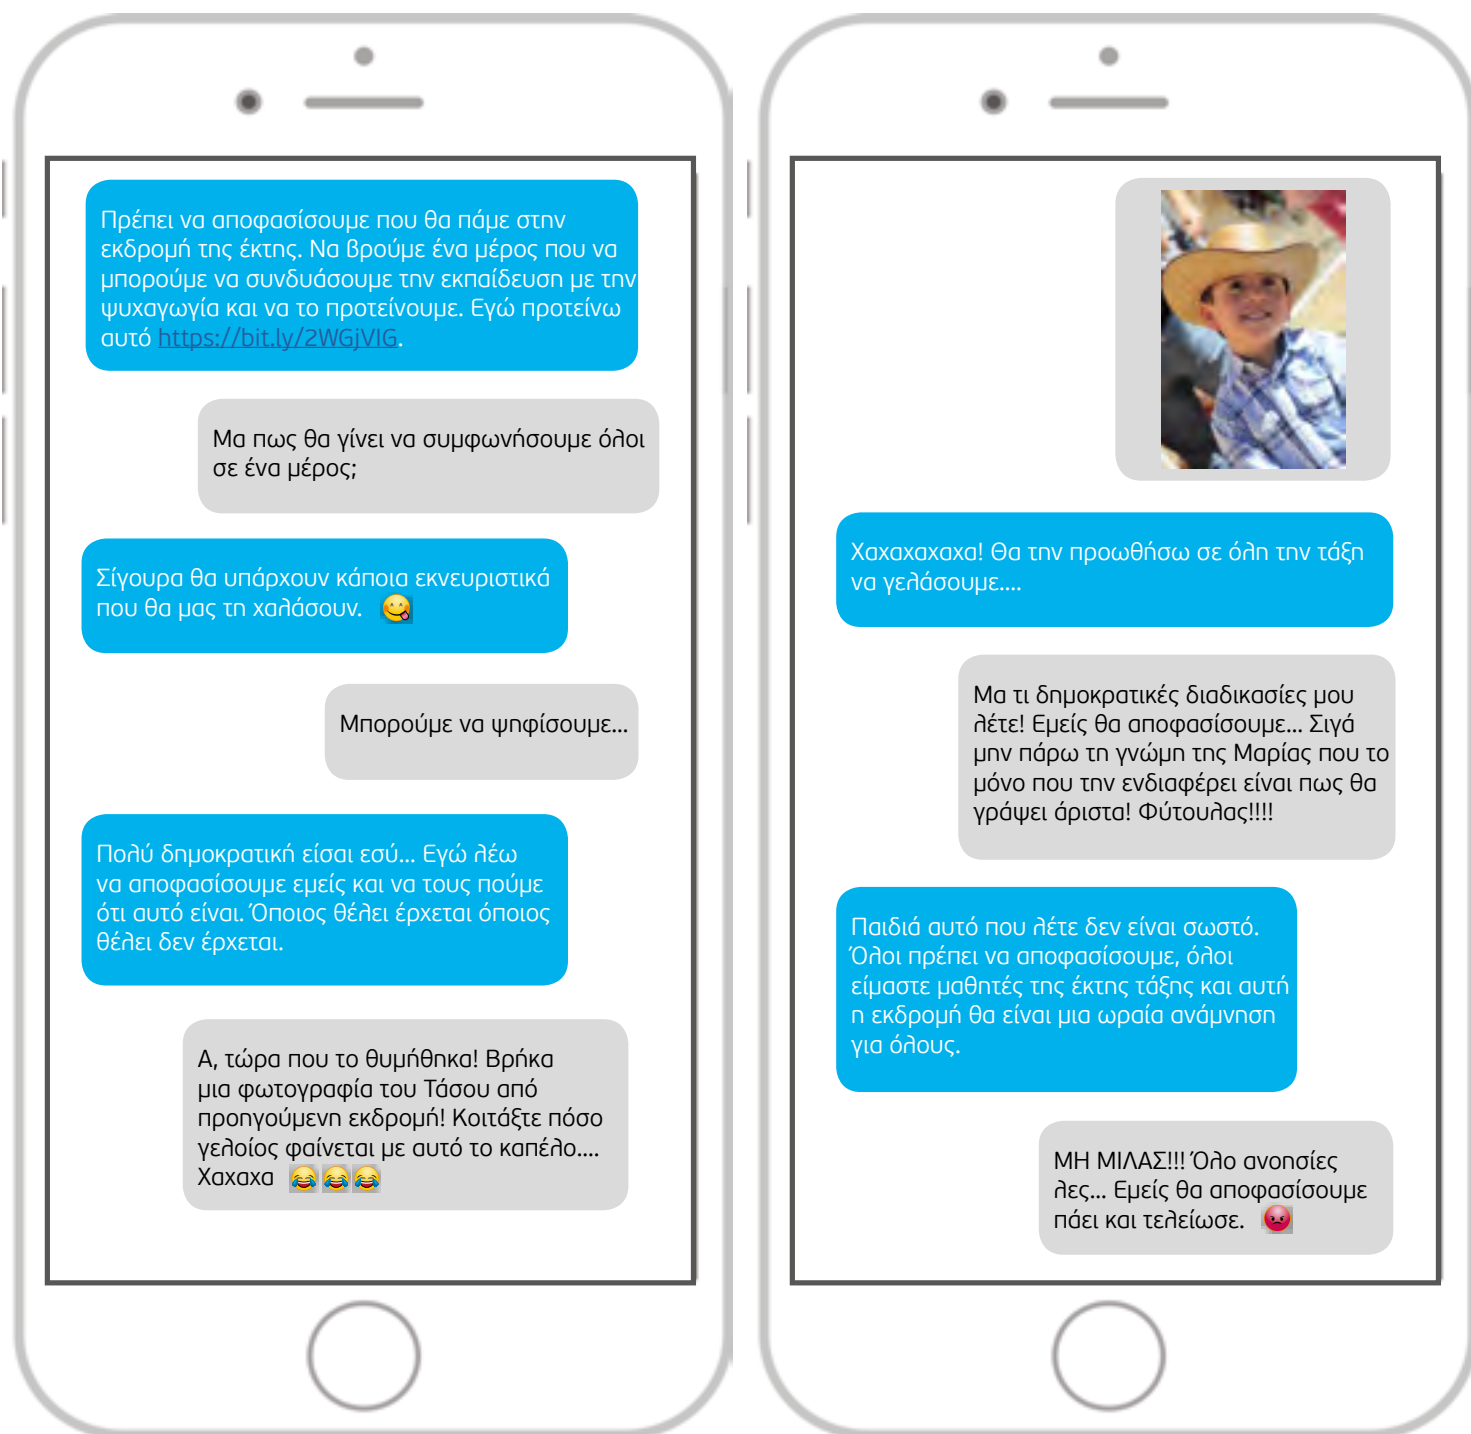 Πρέπει να αποφασίσουμε που θα πάμε στην
εκδρομή της έκτης. Να βρούμε ένα μέρος που να
μπορούμε να συνδυάσουμε την εκπαίδευση με την
ψυχαγωγία και να το προτείνουμε. Εγώ προτείνω
αυτό https://bit.ly/2WGjVIG.
Μα πως θα γίνει να συμφωνήσουμε όλοι
σε ένα μέρος;
Σίγουρα θα υπάρχουν κάποια εκνευριστικά
που θα μας τη χαλάσουν. 😋
Μπορούμε να ψηφίσουμε...
Πολύ δημοκρατική είσαι εσύ... Εγώ λέω
να αποφασίσουμε εμείς και να τους πούμε
ότι αυτό είναι. Όποιος θέλει έρχεται όποιος
θέλει δεν έρχεται.
Α, τώρα που το θυμήθηκα! Βρήκα
μια φωτογραφία του Τάσου από
προηγούμενη εκδρομή! Κοιτάξτε πόσο
γελοίος φαίνεται με αυτό το καπέλο....
Χαχαχα 😂😂😂
Χαχαχαχαχα! Θα την προωθήσω σε όλη την τάξη
να γελάσουμε....
Μα τι δημοκρατικές διαδικασίες μου
λέτε! Εμείς θα αποφασίσουμε... Σιγά
μην πάρω τη γνώμη της Μαρίας που το
μόνο που την ενδιαφέρει είναι πως θα
γράψει άριστα! Φύτουλας!!!!
Παιδιά αυτό που λέτε δεν είναι σωστό.
Όλοι πρέπει να αποφασίσουμε, όλοι
είμαστε μαθητές της έκτης τάξης και αυτή
η εκδρομή θα είναι μια ωραία ανάμνηση
για όλους.
ΜΗ ΜΙΛΑΣ!!! Όλο ανοησίες
λες... Εμείς θα αποφασίσουμε
πάει και τελείωσε. 😡